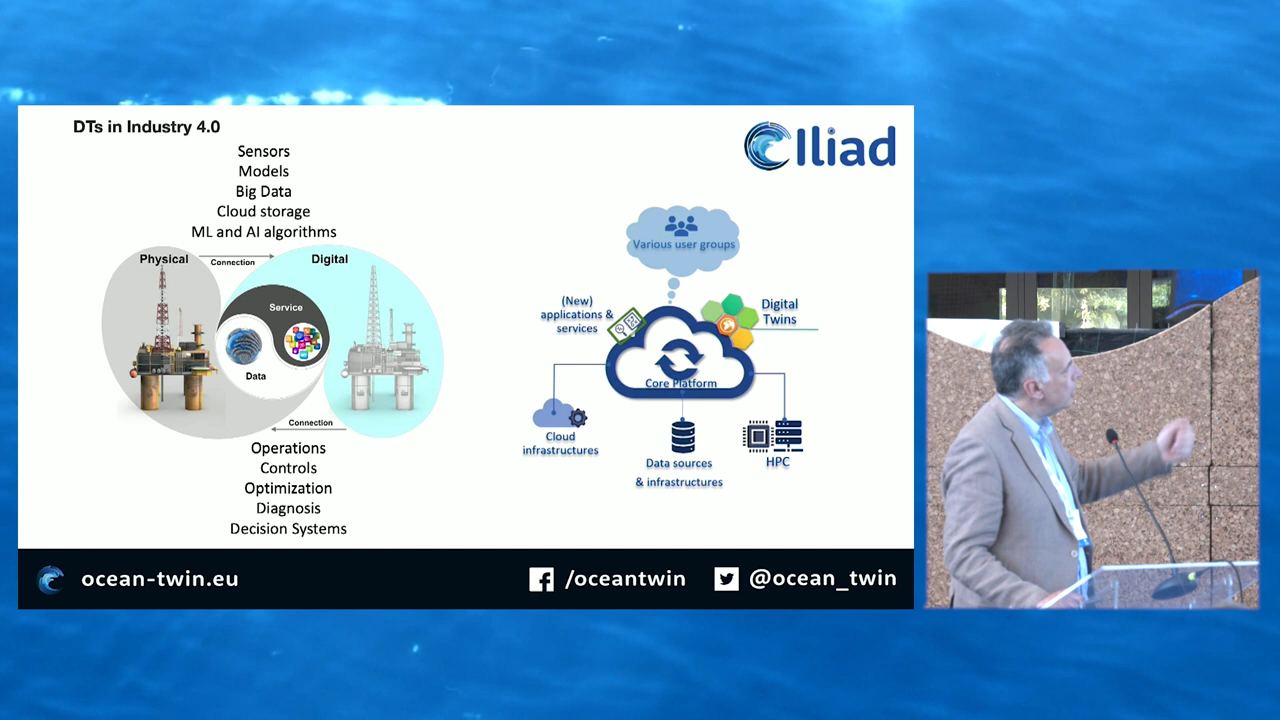 DTs in Industry 4.0
Iliad
Sensors
Models
Big Data
Cloud storage
ML and AI algorithms
Physical
Connection
Digital
Service
Data
Connection
Operations
Controls
Optimization
Diagnosis
Decision Systems
Various user groups
(New)
applications &
services
Digital
Twins
Core Platform
Cloud
infrastructures
Data sources
& infrastructures
HPC
ocean-twin.eu
/oceantwin
@ocean_twin